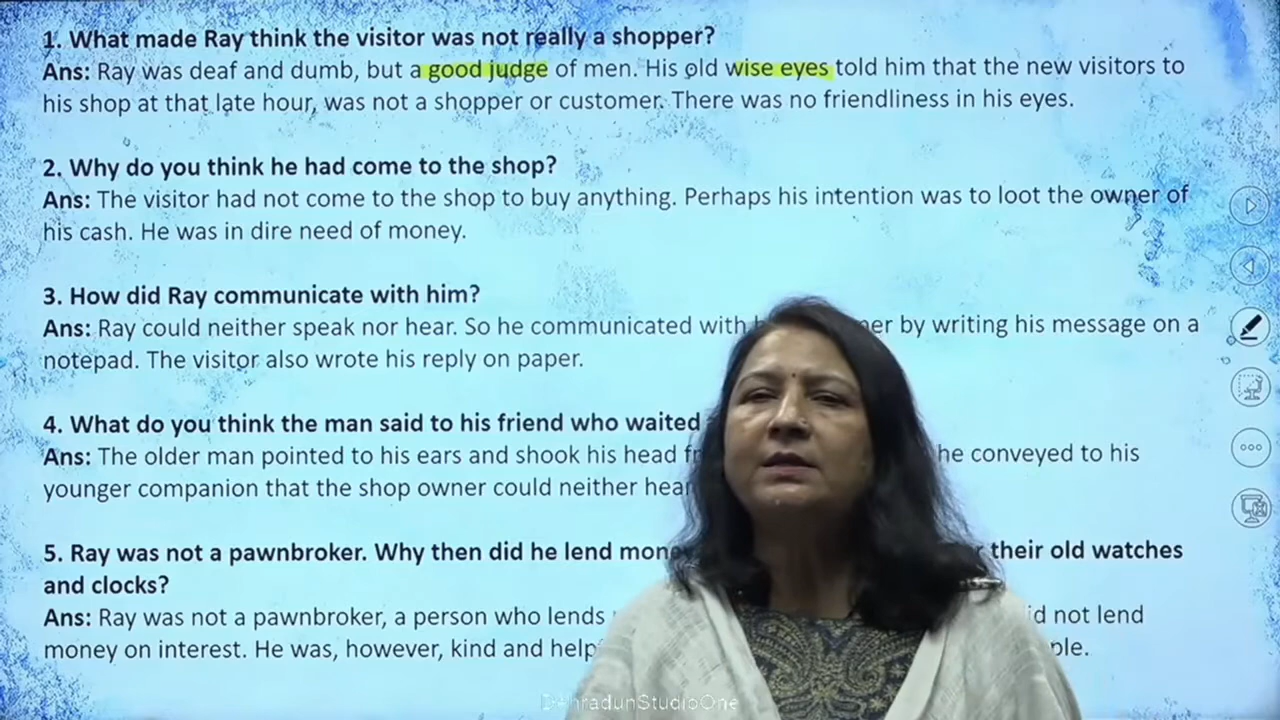 1. What made Ray think the visitor was not really a shopper?
Ans: Ray was deaf and dumb, but a good judge of men. His old wise eyes told him that the new visitors to
his shop at that late hour, was not a shopper or customer. There was no friendliness in his eyes.
2. Why do you think he had come to the shop?
Ans: The visitor had not come to the shop to buy anything. Perhaps his intention was to loot the owner of
his cash. He was in dire need of money.
3. How did Ray communicate with him?
Ans: Ray could neither speak nor hear. So he communicated with by writing his message on a
notepad. The visitor also wrote his reply on paper.
4. What do you think the man said to his friend who waited
Ans: The older man pointed to his ears and shook his head he conveyed to his
younger companion that the shop owner could neither hear
5. Ray was not a pawnbroker. Why then did he lend money their old watches
and clocks?
Ans: Ray was not a pawnbroker, a person who lends not lend
money on interest. He was, however, kind and
DehradunStudioOne